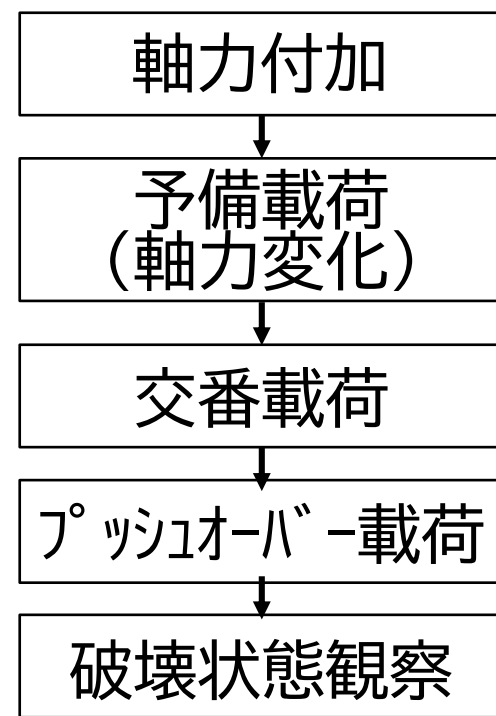 軸力付加
予備載荷
(軸力変化)
交番載荷
プッシュオーバー載荷
破壊状態観察